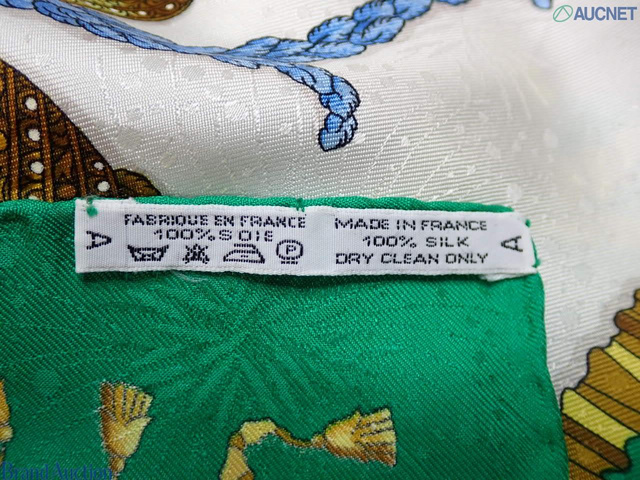 AUCNET
FABRIQUE EN FRANCE
100% SOIE
P
A
MADE IN FRANCE
100% SILK
DRY CLEAN ONLY
A
Brand Auction